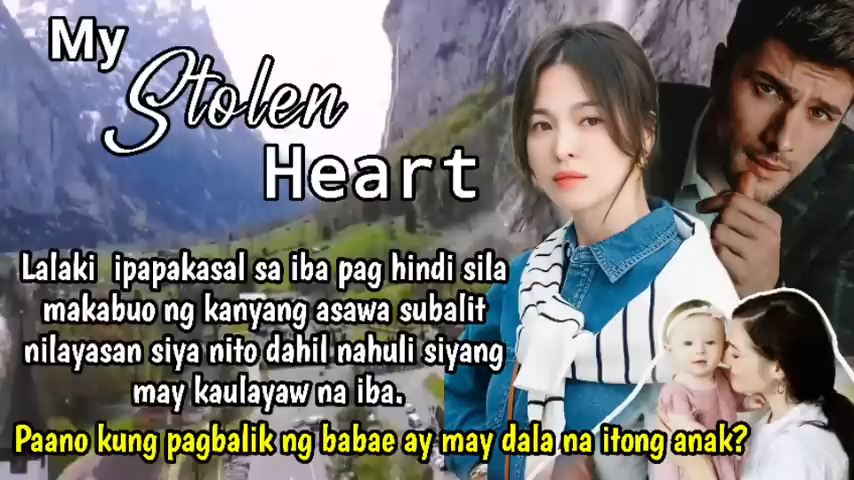 My
Stolen
Heart
Lalaki ipapakasal sa iba pag hindi sila
makabuo ng kanyang asawa subalit
nilayasan siya nito dahil nahuli siyang
may kaulayaw na iba.
Paano kung pagbalik ng babae ay may dala na itong anak?